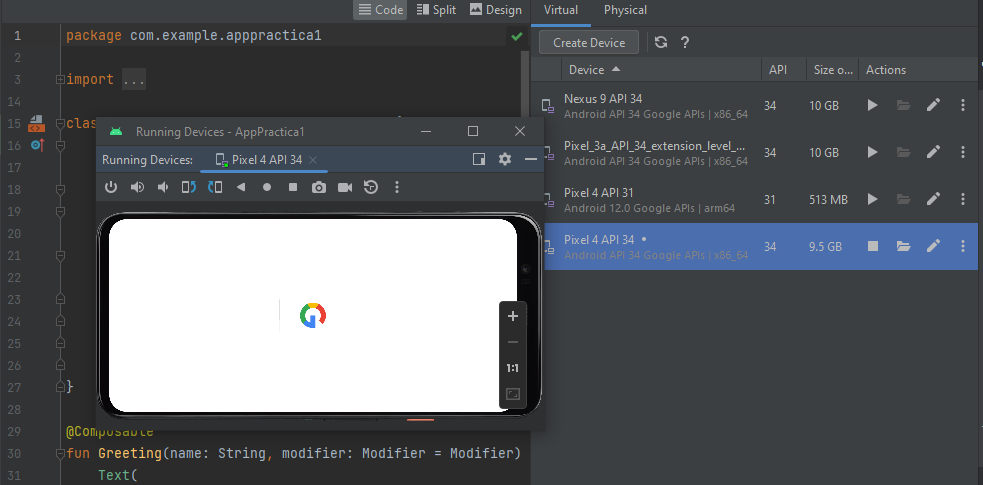 Code Split Design
1 package com.example.apppractica1
2
3 import ...
14
15 class
16
17
18
19
20
21
22
23
24
25
26
27 }
28
29 @Composable
30 fun Greeting(name: String, modifier: Modifier = Modifier)
31 Text(
Running Devices - AppPractica1
Running Devices: Pixel 4 API 34
1:1
Virtual Physical
Create Device ?
Device API Size o... Actions
Nexus 9 API 34 34 10 GB
Android API 34 Google APIs | x86_64
Pixel_3a_API_34_extension_level_... 34 10 GB
Android API 34 Google APIs | x86_64
Pixel 4 API 31 31 513 MB
Android 12.0 Google APIs | arm64
Pixel 4 API 34 • 34 9.5 GB
Android API 34 Google APIs | x86_64